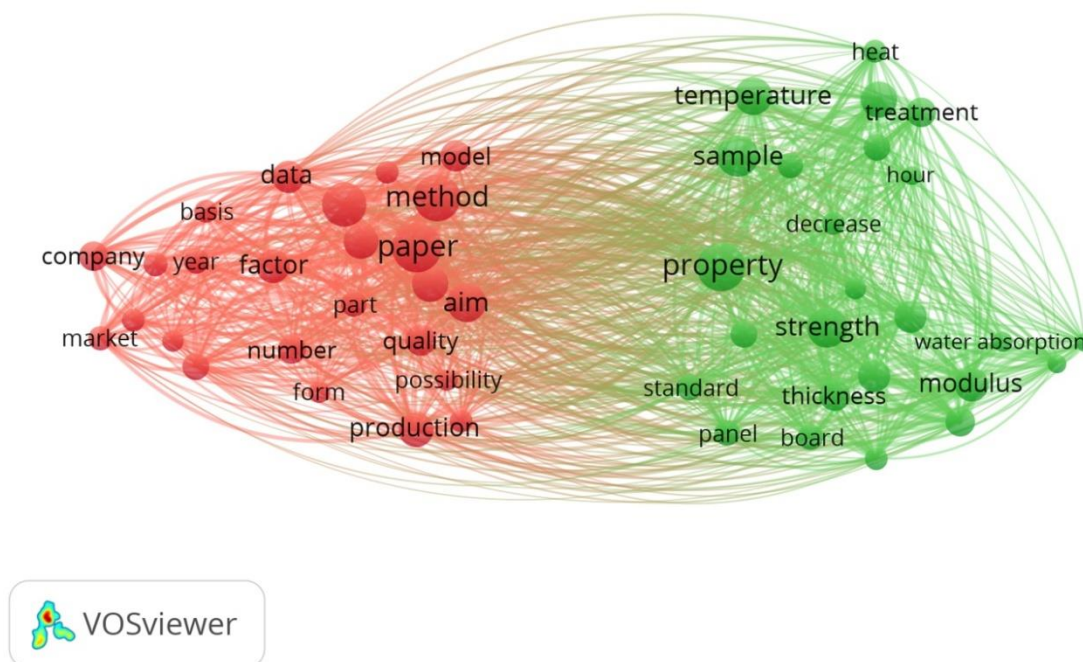 heat
temperature
treatment
model
sample
data
hour
method
basis
decrease
paper
company
year
factor
property
part
aim
strength
market
number
quality
water absorption
form
possibility
standard
thickness
modulus
production
panel
board
VOSviewer